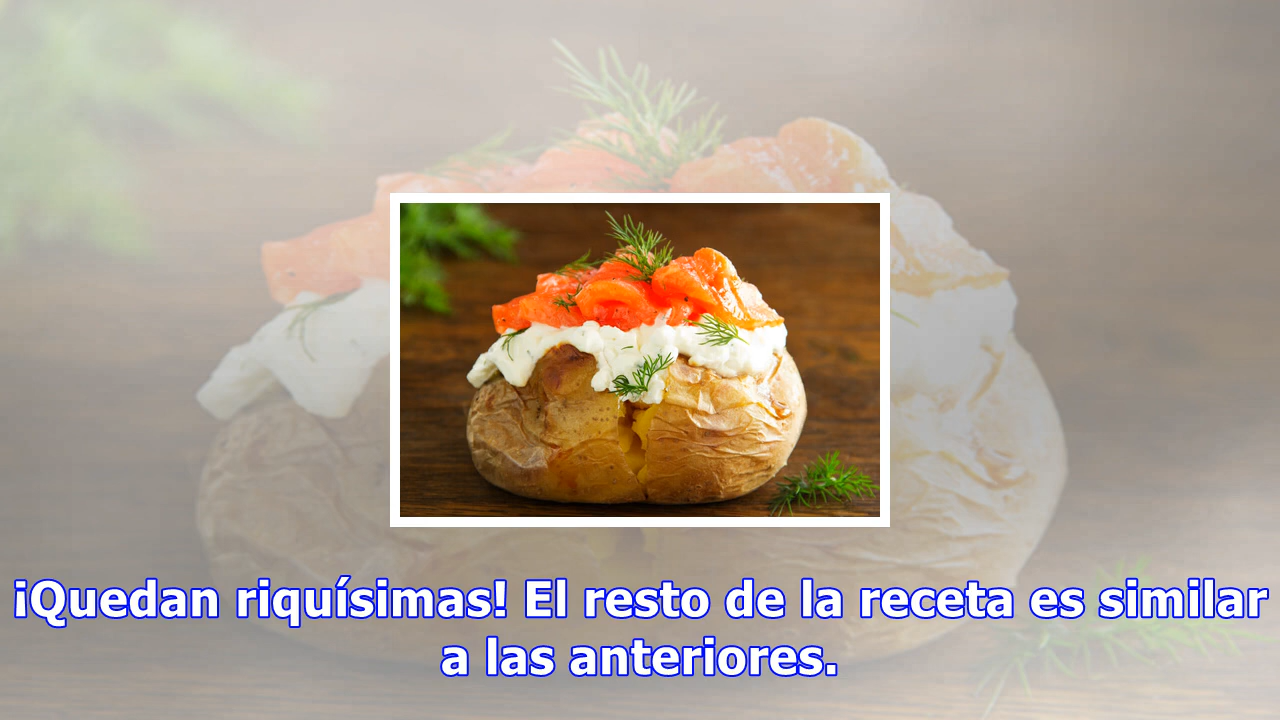 ¡Quedan riquísimas! El resto de la receta es similar
a las anteriores.